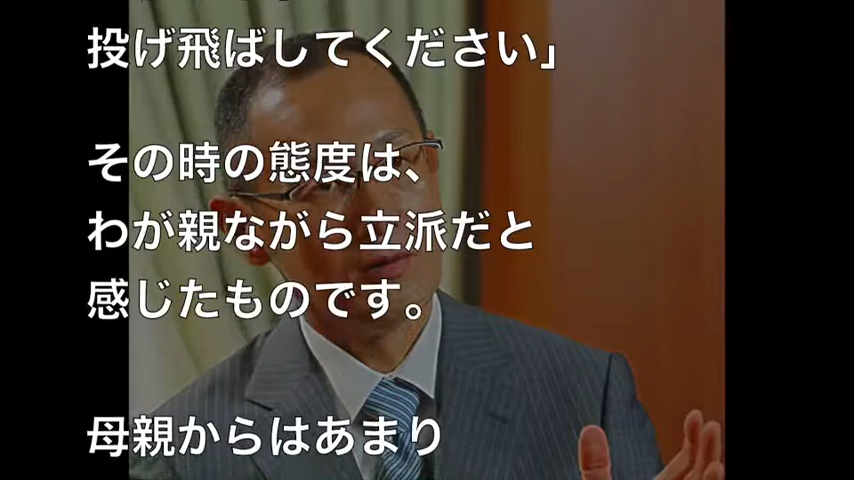 投げ飛ばしてください」
その時の態度は、
わが親ながら立派だと
感じたものです。
母親からはあまり